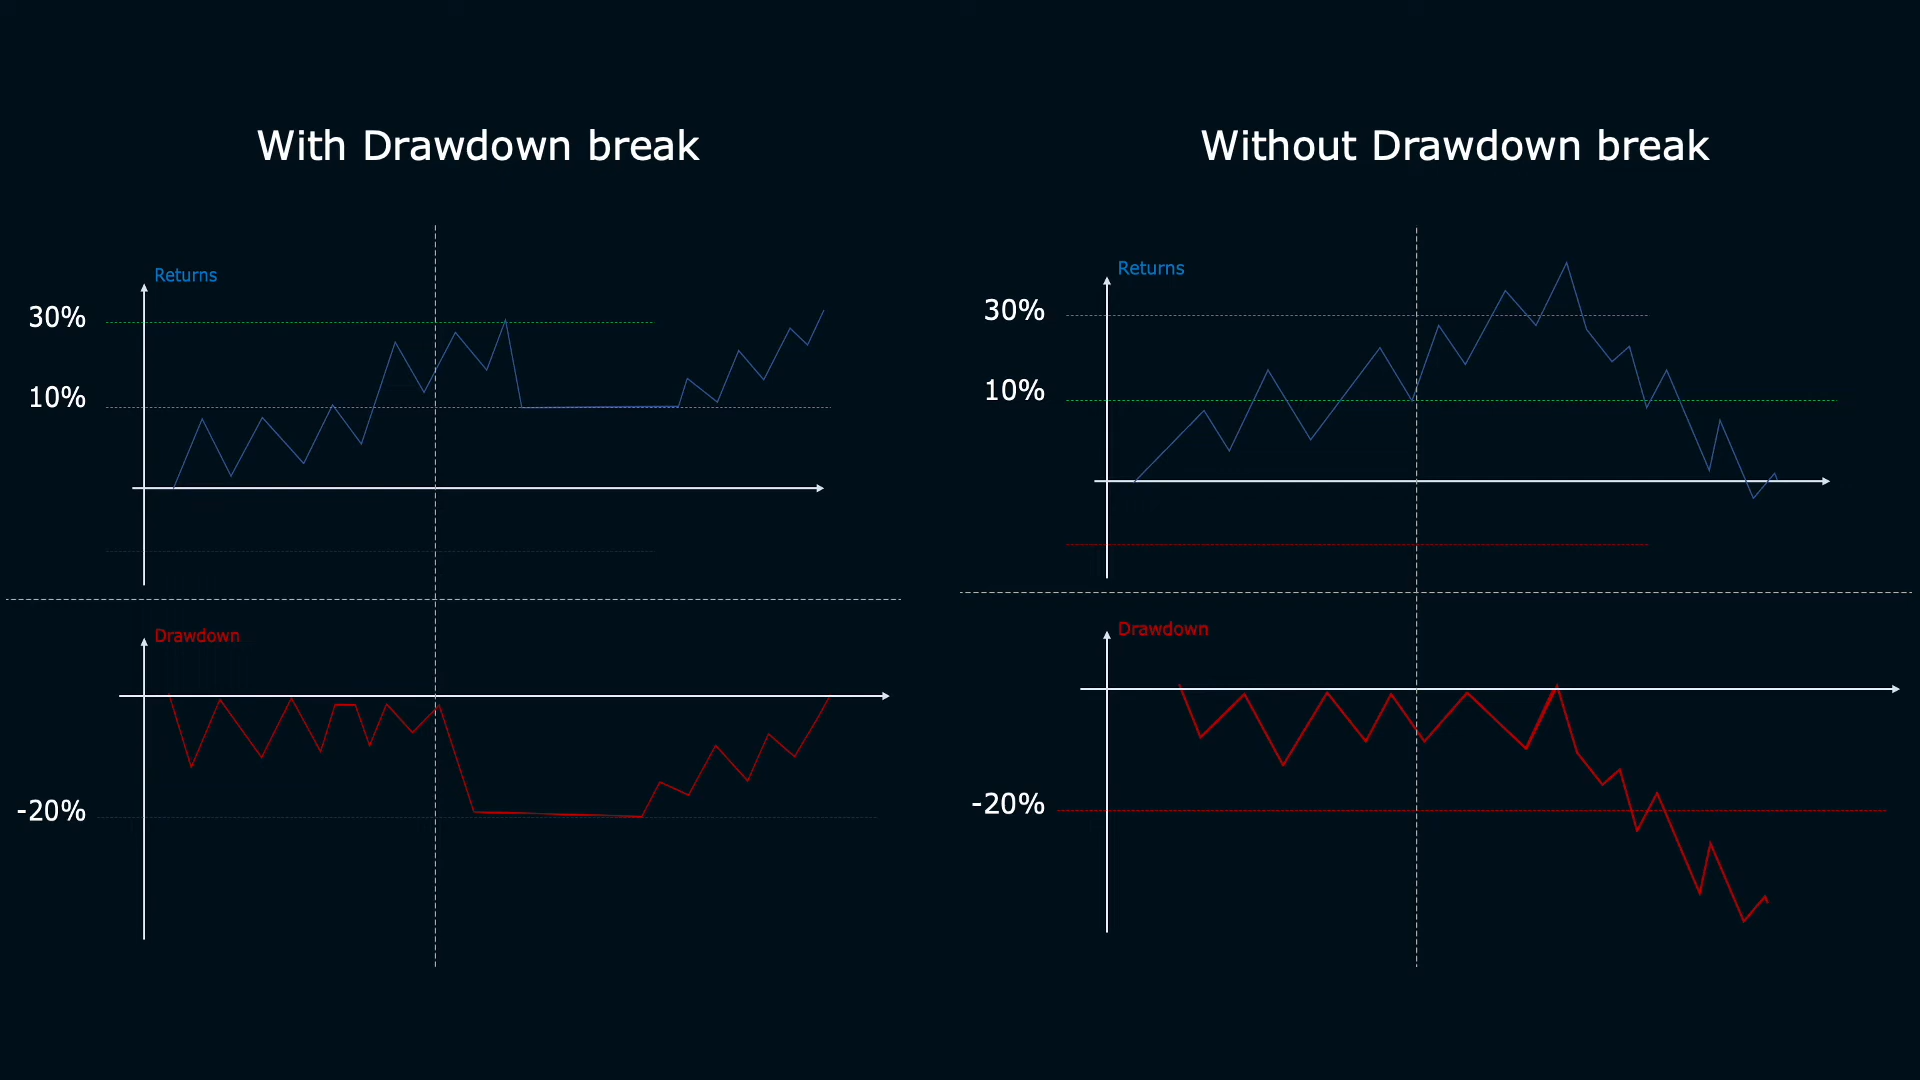 With Drawdown break
Returns
30%
10%
Drawdown
-20%
Without Drawdown break
Returns
30%
10%
Drawdown
-20%